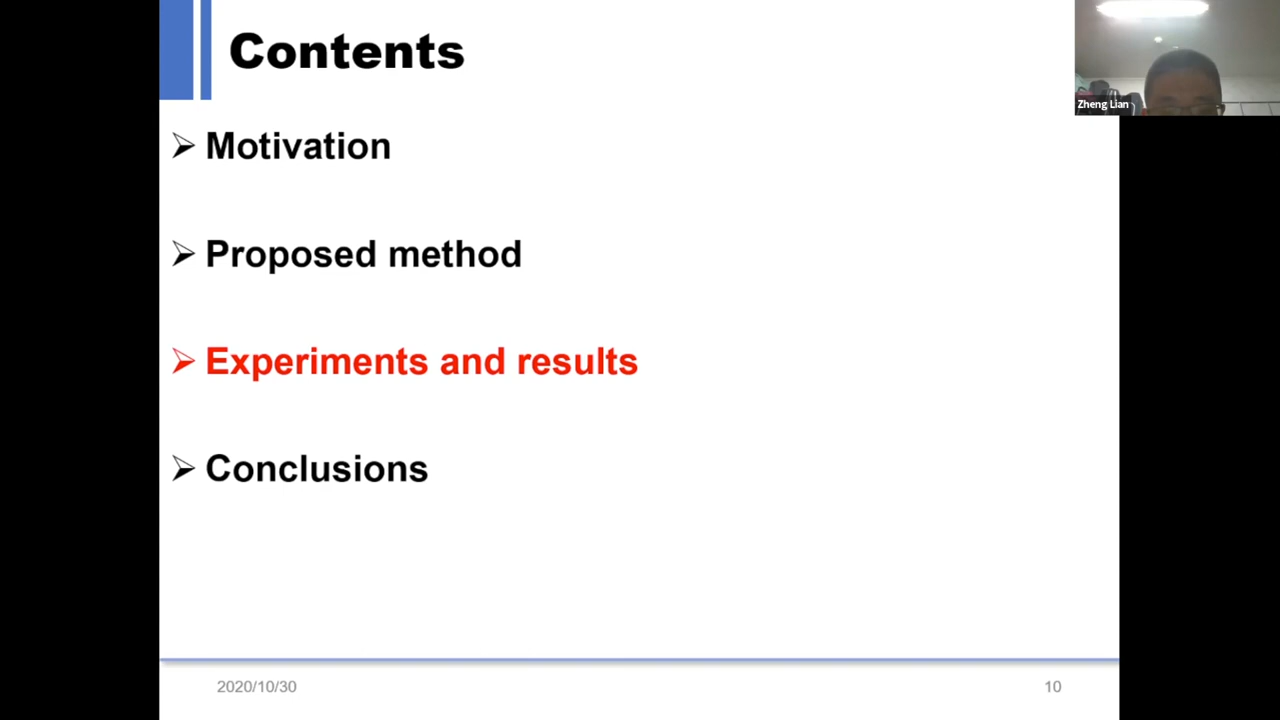 Contents
Zheng Lian
Motivation
Proposed method
Experiments and results
Conclusions
2020/10/30
10